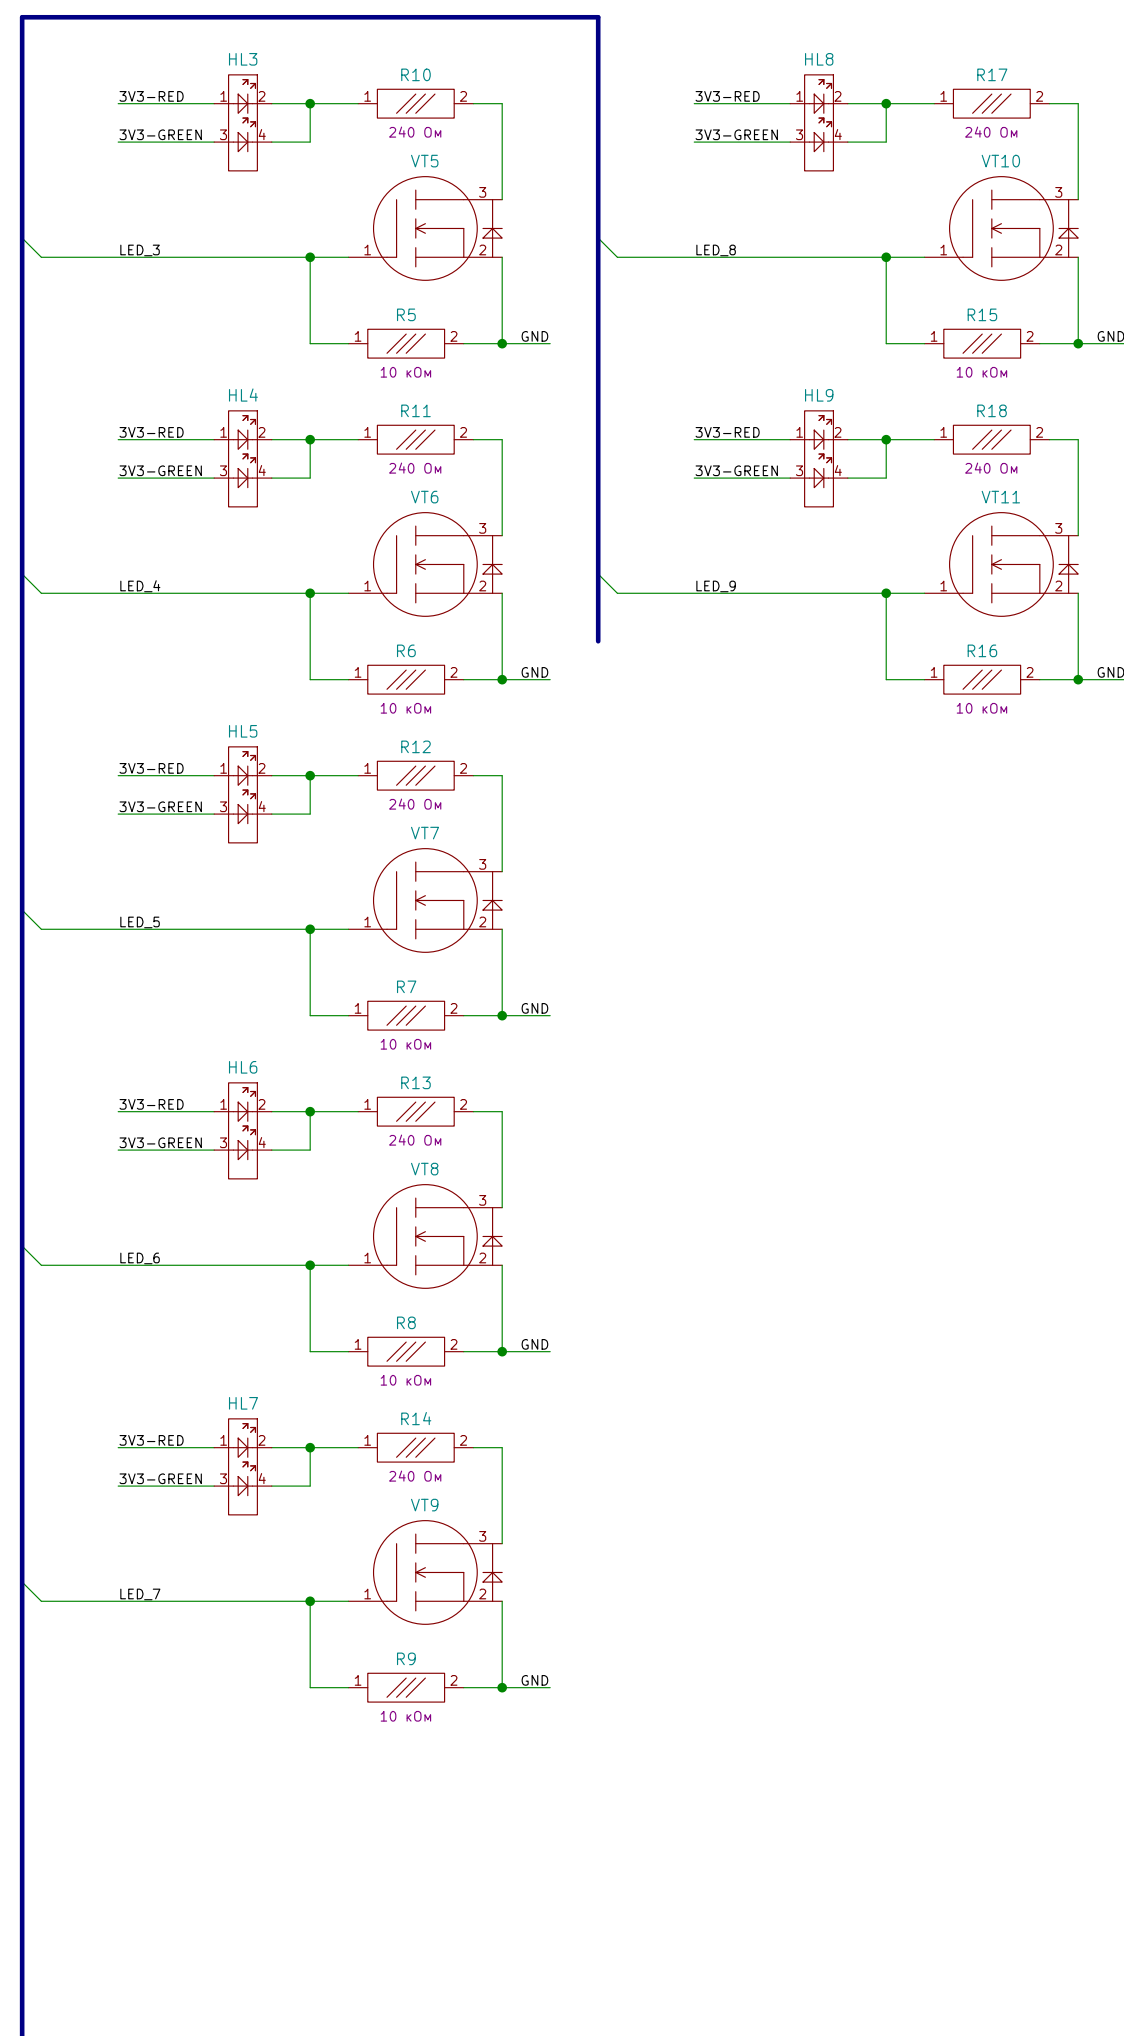 HL3
R10
3V3-RED 1 2 1 2
240 Ом
3V3-GREEN 3 4
VT5
3
LED_3 1 2
R5
1 2 GND
10 кОм
HL4
R11
3V3-RED 1 2 1 2
240 Ом
3V3-GREEN 3 4
VT6
3
LED_4 1 2
R6
1 2 GND
10 кОм
HL5
R12
3V3-RED 1 2 1 2
240 Ом
3V3-GREEN 3 4
VT7
3
LED_5 1 2
R7
1 2 GND
10 кОм
HL6
R13
3V3-RED 1 2 1 2
240 Ом
3V3-GREEN 3 4
VT8
3
LED_6 1 2
R8
1 2 GND
10 кОм
HL7
R14
3V3-RED 1 2 1 2
240 Ом
3V3-GREEN 3 4
VT9
3
LED_7 1 2
R9
1 2 GND
10 кОм
HL8
R17
3V3-RED 1 2 1 2
240 Ом
3V3-GREEN 3 4
VT10
3
LED_8 1 2
R15
1 2 GND
10 кОм
HL9
R18
3V3-RED 1 2 1 2
240 Ом
3V3-GREEN 3 4
VT11
3
LED_9 1 2
R16
1 2 GND
10 кОм